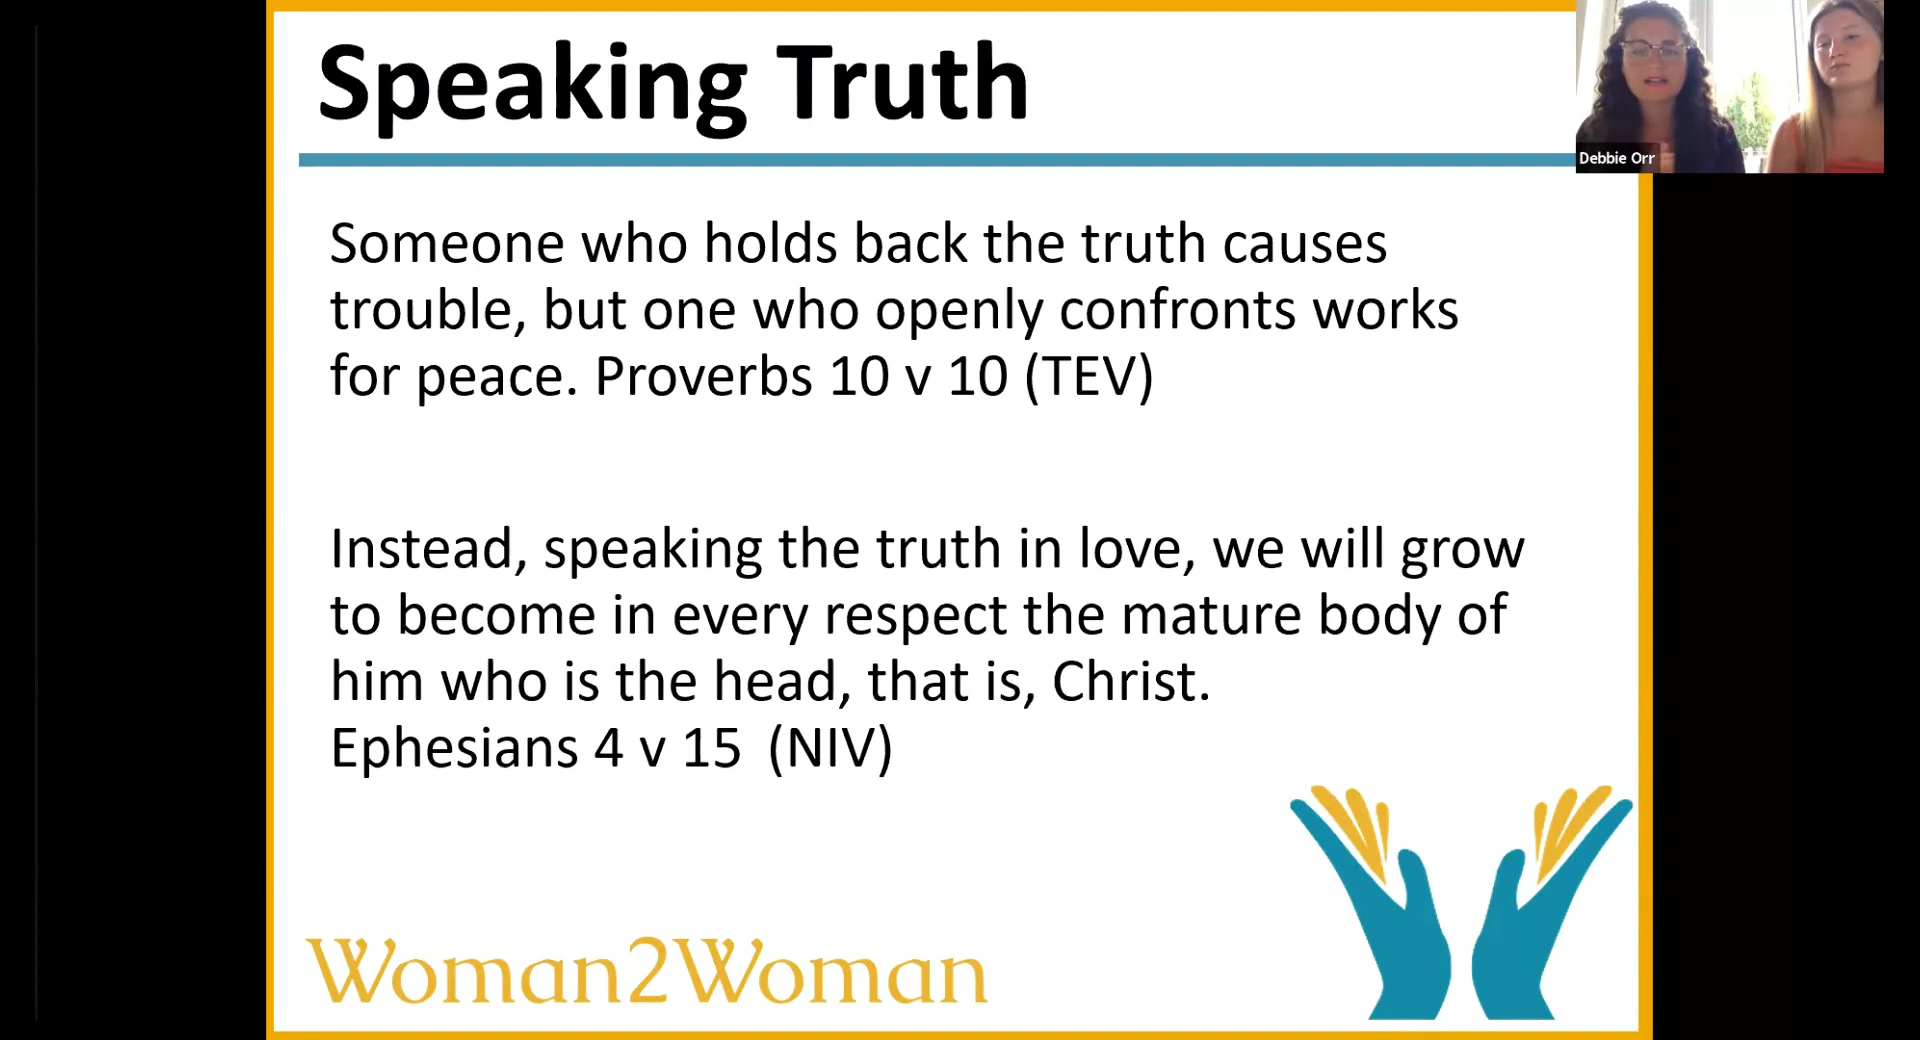 Speaking Truth
Debbie Orr
Someone who holds back the truth causes
trouble, but one who openly confronts works
for peace. Proverbs 10 v 10 (TEV)
Instead, speaking the truth in love, we will grow
to become in every respect the mature body of
him who is the head, that is, Christ.
Ephesians 4 v 15 (NIV)
Woman2Woman